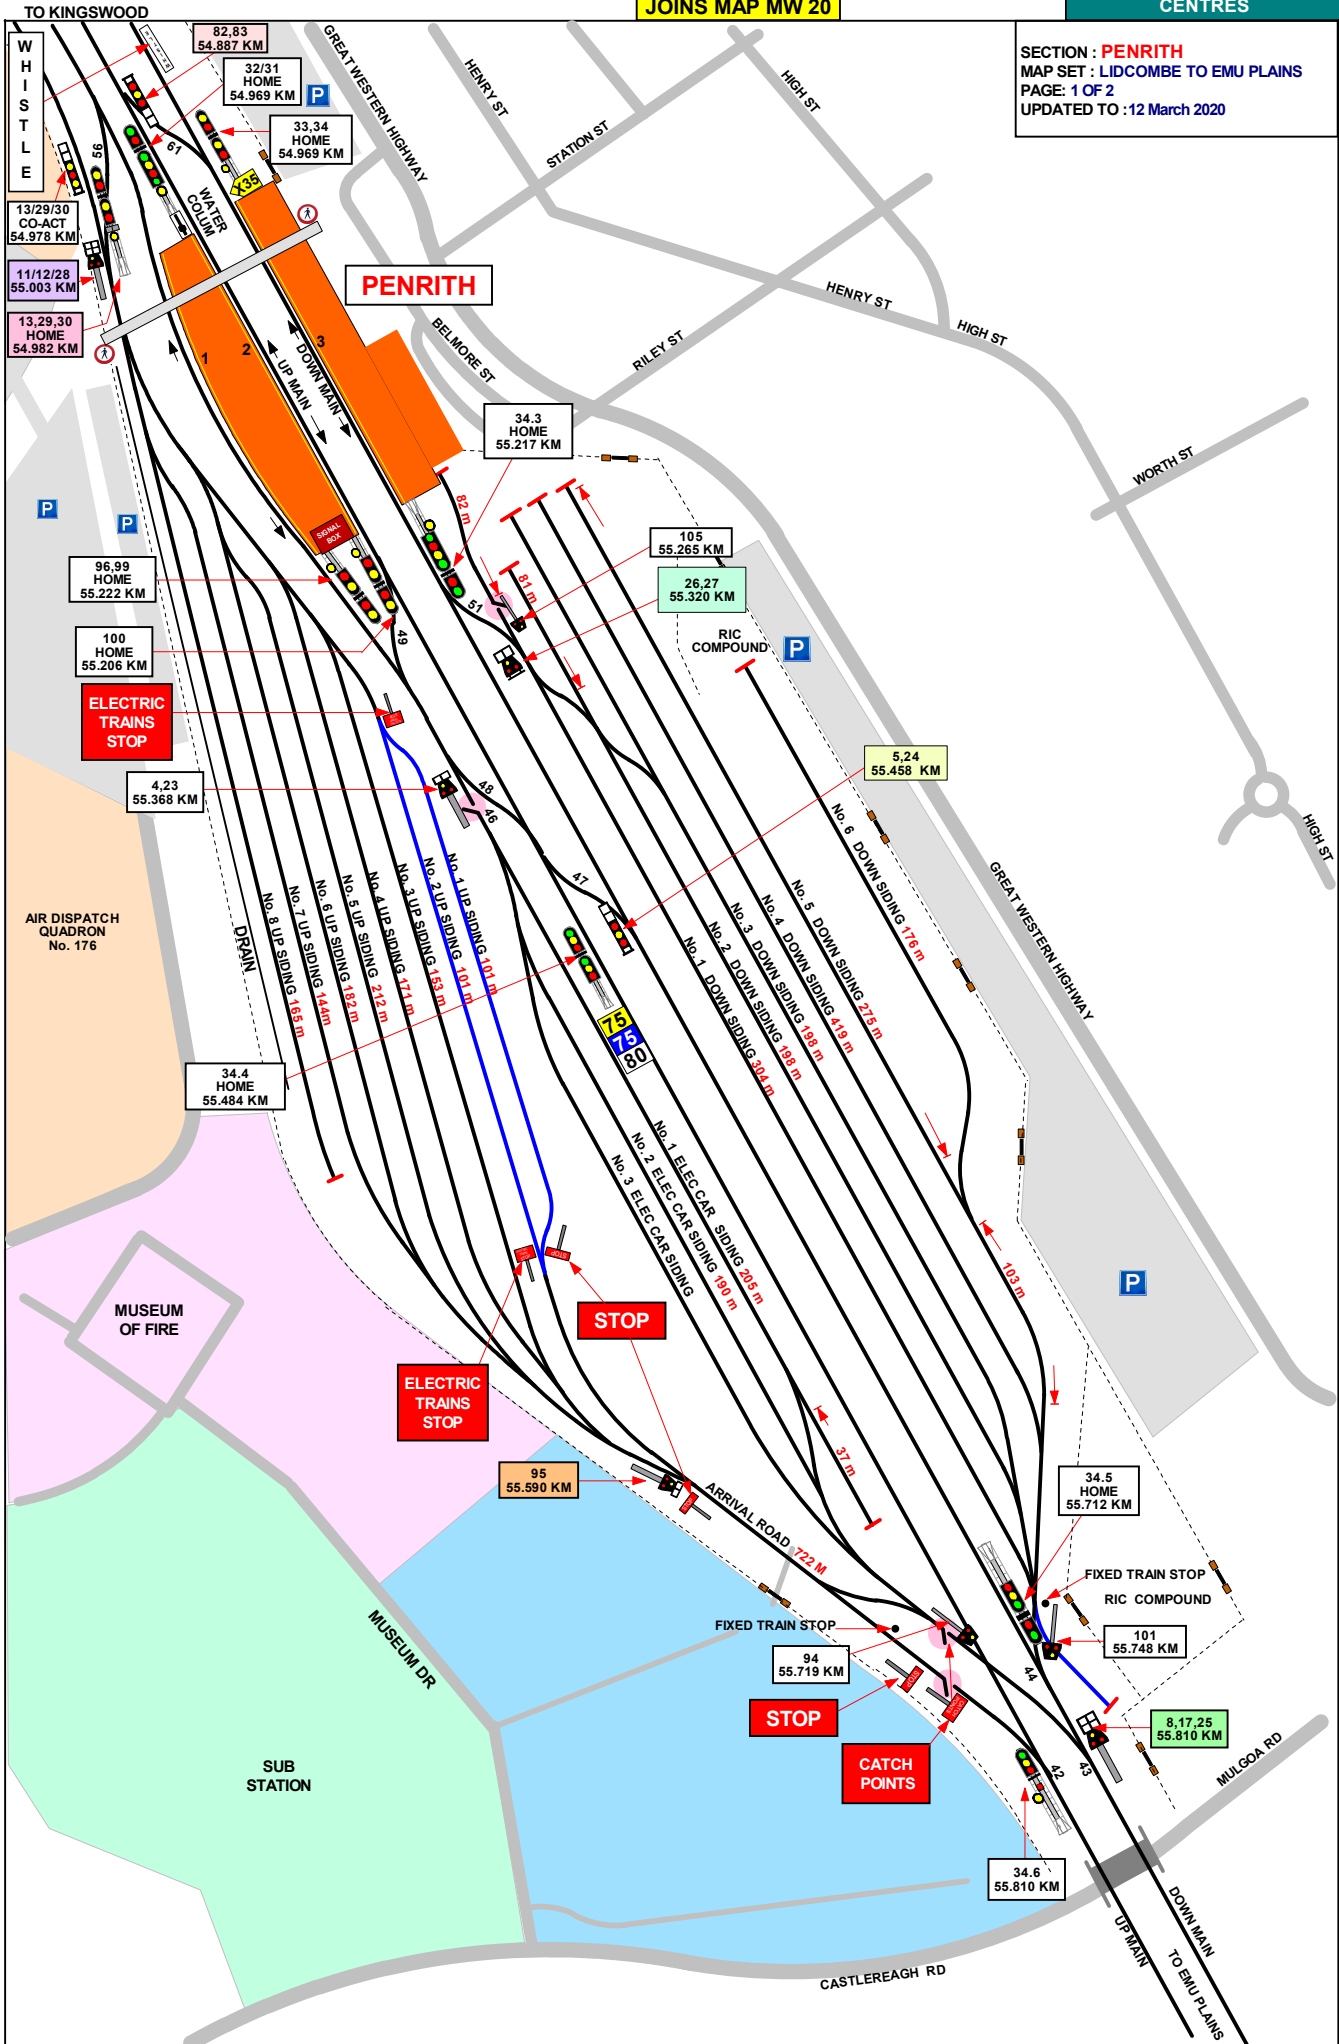 TO KINGSWOOD
JOINS MAP MW 20
CENTRES
SECTION : PENRITH
MAP SET : LIDCOMBE TO EMU PLAINS
PAGE: 1 OF 2
UPDATED TO :12 March 2020
W
H
I
S
T
L
E
82,83
54.887 KM
32/31
HOME
54.969 KM
P
33,34
HOME
54.969 KM
GREAT WESTERN HIGHWAY
HENRY ST
HIGH ST
STATION ST
56
61
X35
WATER
COLUM
13/29/30
CO-ACT
54.978 KM
11/12/28
55.003 KM
13,29,30
HOME
54.982 KM
PENRITH
HENRY ST
HIGH ST
BELMORE ST
RILEY ST
1
2
3
UP MAIN
DOWN MAIN
34.3
HOME
55.217 KM
WORTH ST
P
P
82 m
SIGNAL
BOX
105
55.265 KM
96,99
HOME
55.222 KM
81 m
26,27
55.320 KM
51
49
RIC
COMPOUND
P
100
HOME
55.206 KM
ELECTRIC
TRAINS
STOP
5,24
55.458 KM
4,23
55.368 KM
48
46
47
HIGH ST
AIR DISPATCH
QUADRON
No. 176
DRAIN
No. 8 UP SIDING 165 m
No. 7 UP SIDING 144m
No. 6 UP SIDING 182 m
No. 5 UP SIDING 212 m
No. 4 UP SIDING 171 m
No. 3 UP SIDING 153 m
No. 2 UP SIDING 101 m
No. 1 UP SIDING 101 m
No. 1 DOWN SIDING 304 m
No. 2 DOWN SIDING 198 m
No. 3 DOWN SIDING 198 m
No. 4 DOWN SIDING 419 m
No. 5 DOWN SIDING 275 m
No. 6 DOWN SIDING 176 m
GREAT WESTERN HIGHWAY
75
75
80
34.4
HOME
55.484 KM
No. 1 ELEC CAR SIDING 205 m
No. 2 ELEC CAR SIDING 190 m
No. 3 ELEC CAR SIDING
103 m
P
MUSEUM
OF FIRE
STOP
STOP
ELECTRIC
TRAINS
STOP
37 m
95
55.590 KM
STOP
ARRIVAL ROAD 722 M
34.5
HOME
55.712 KM
FIXED TRAIN STOP
RIC COMPOUND
FIXED TRAIN STOP
101
55.748 KM
94
55.719 KM
MUSEUM DR
STOP
STOP
CATCH
POINTS
CATCH
POINTS
44
43
42
8,17,25
55.810 KM
MULGOA RD
SUB
STATION
34.6
55.810 KM
UP MAIN
DOWN MAIN
TO EMU PLAINS
CASTLEREAGH RD